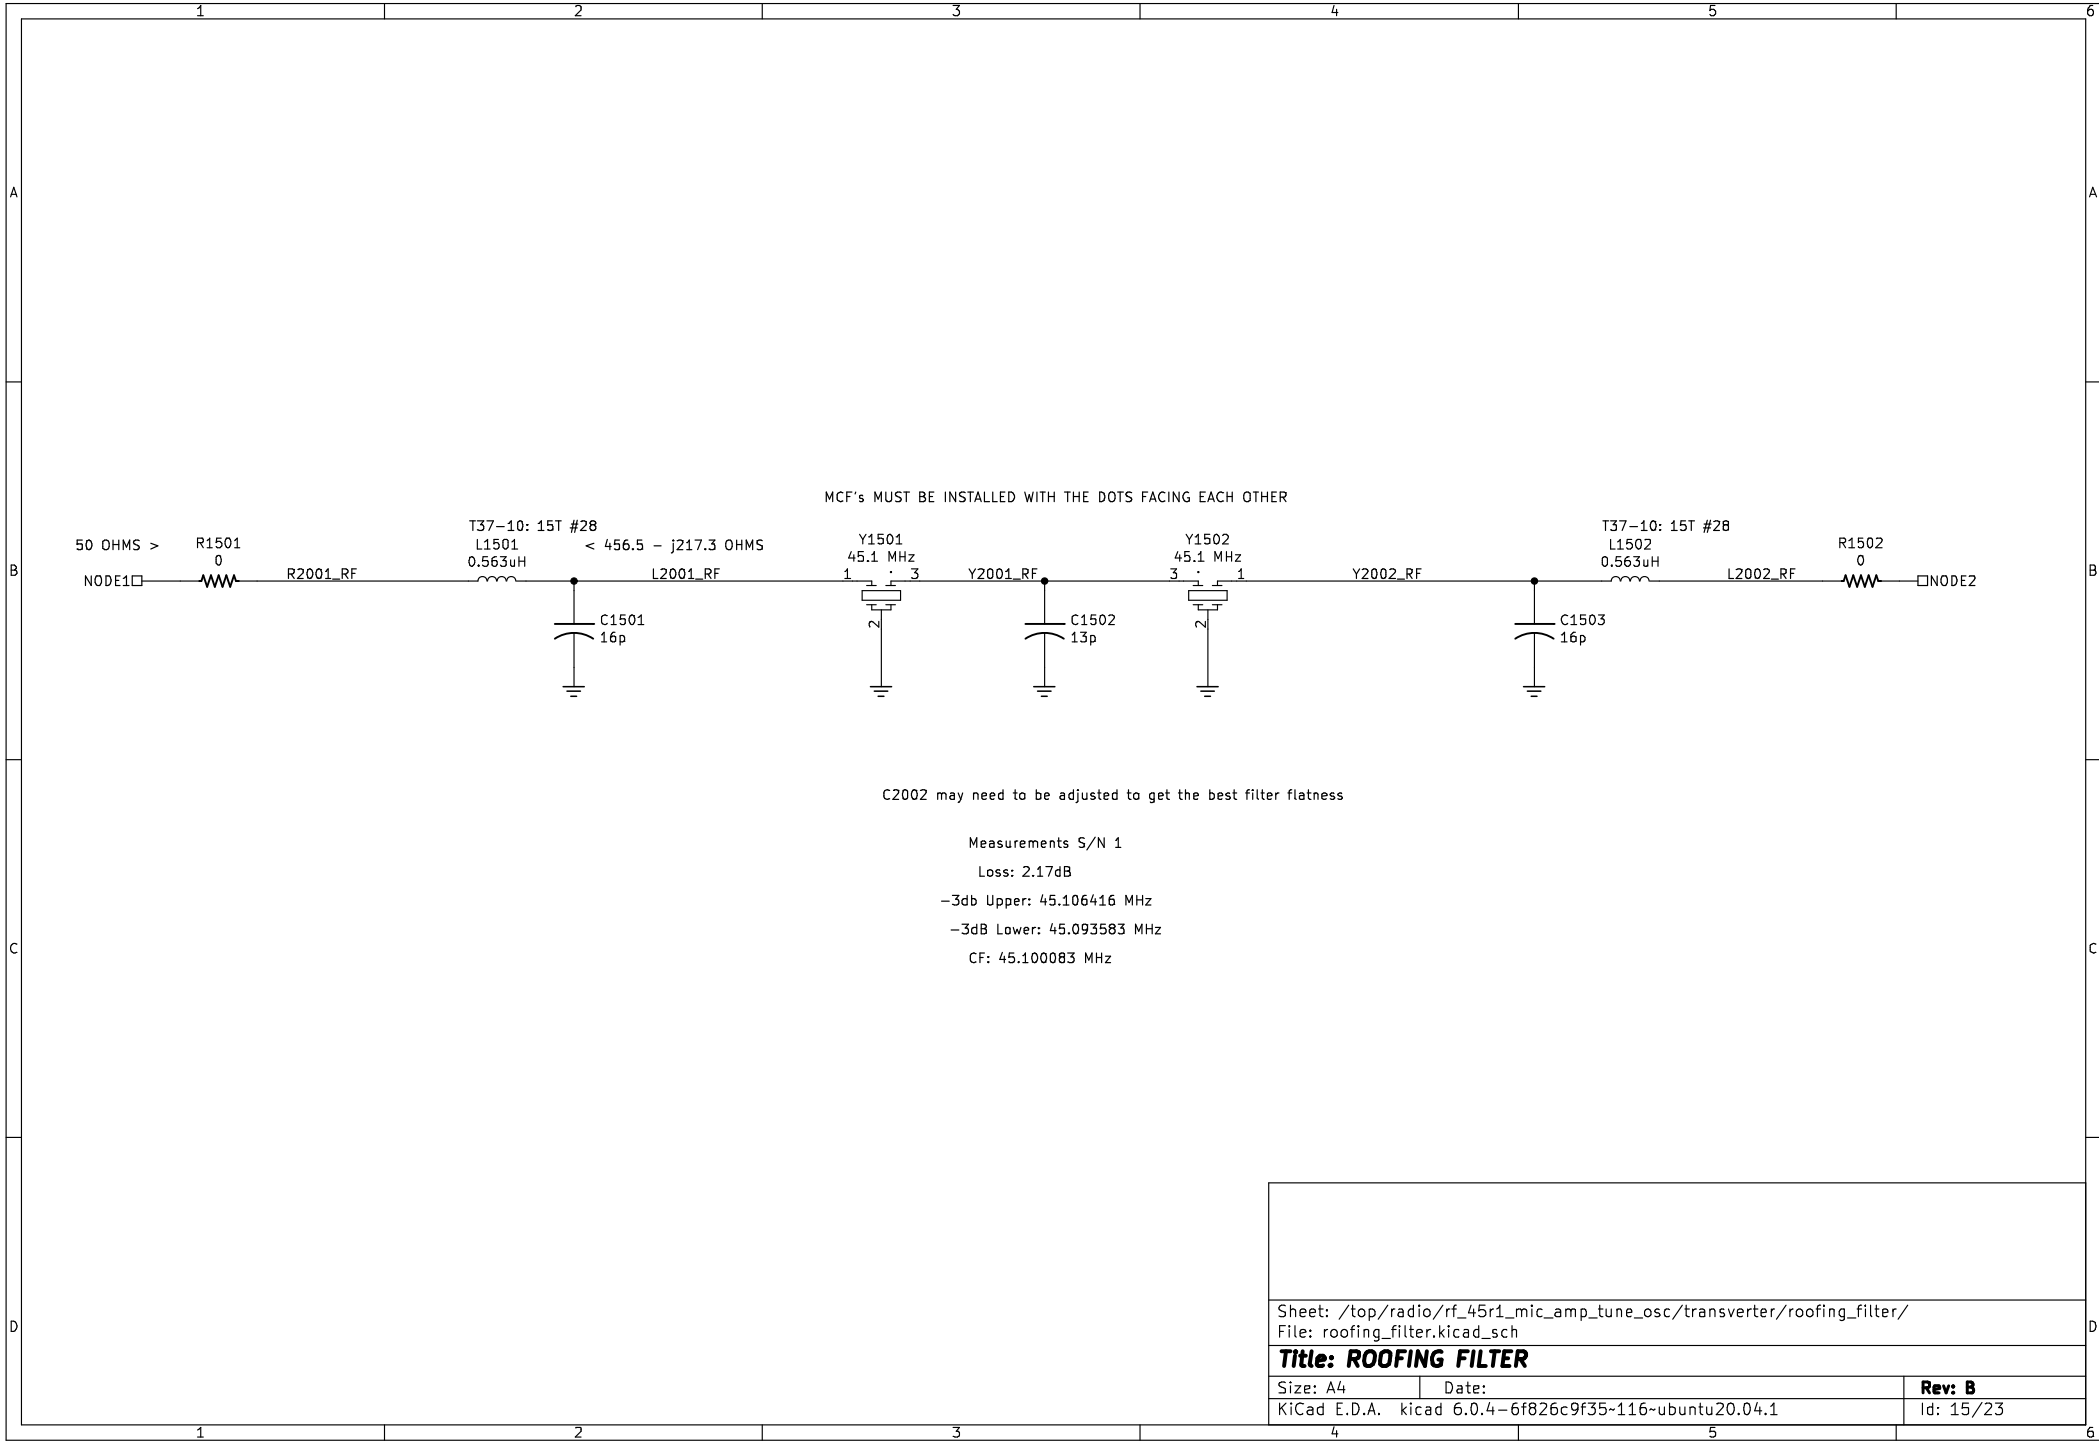 1 2 3 4 5 6
A A
MCF's MUST BE INSTALLED WITH THE DOTS FACING EACH OTHER
T37-10: 15T #28
T37-10: 15T #28
50 OHMS >
R1501
0
L1501
0.563uH
< 456.5 - j217.3 OHMS
Y1501
45.1 MHz
Y1502
45.1 MHz
L1502
0.563uH
R1502
0
B B
NODE1
R2001_RF
L2001_RF
1 3
2
Y2001_RF
3 1
2
Y2002_RF
L2002_RF
NODE2
C1501
16p
C1502
13p
C1503
16p
C2002 may need to be adjusted to get the best filter flatness
Measurements S/N 1
Loss: 2.17dB
-3db Upper: 45.106416 MHz
-3dB Lower: 45.093583 MHz
CF: 45.100083 MHz
C C
D D
Sheet: /top/radio/rf_45r1_mic_amp_tune_osc/transverter/roofing_filter/
File: roofing_filter.kicad_sch
Title: ROOFING FILTER
Size: A4 Date: Rev: B
KiCad E.D.A. kicad 6.0.4-6f826c9f35~116~ubuntu20.04.1 Id: 15/23
1 2 3 4 5 6